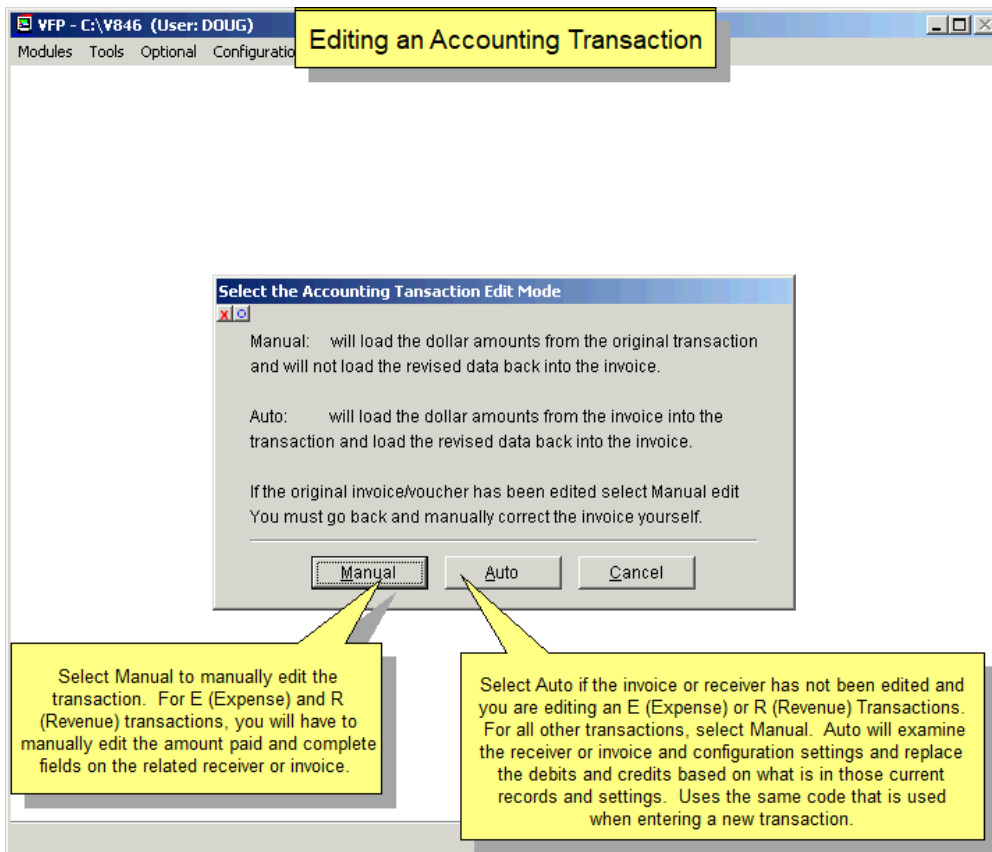 VFP - C:\V846 (User: DOUG)
Editing an Accounting Transaction
Modules Tools Optional Configuratio
Select the Accounting Tansaction Edit Mode
Manual: will load the dollar amounts from the original transaction
and will not load the revised data back into the invoice.
Auto: will load the dollar amounts from the invoice into the
transaction and load the revised data back into the invoice.
If the original invoice/voucher has been edited select Manual edit
You must go back and manually correct the invoice yourself.
Manual Auto Cancel
Select Manual to manually edit the
transaction. For E (Expense) and R
(Revenue) transactions, you will have to
manually edit the amount paid and complete
fields on the related receiver or invoice.
Select Auto if the invoice or receiver has not been edited and
you are editing an E (Expense) or R (Revenue) Transactions.
For all other transactions, select Manual. Auto will examine
the receiver or invoice and configuration settings and replace
the debits and credits based on what is in those current
records and settings. Uses the same code that is used
when entering a new transaction.